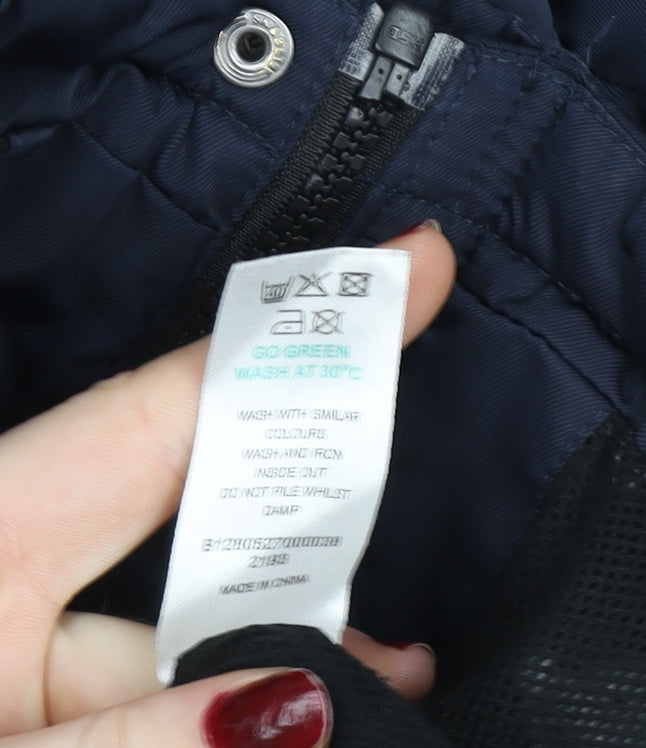 GO GREEN
WASH AT 30°C
WASH WITH SIMILAR
COLOURS
WASH AND IRON
INSIDE OUT
DO NOT PILE WHILST
DAMP
MADE IN CHINA